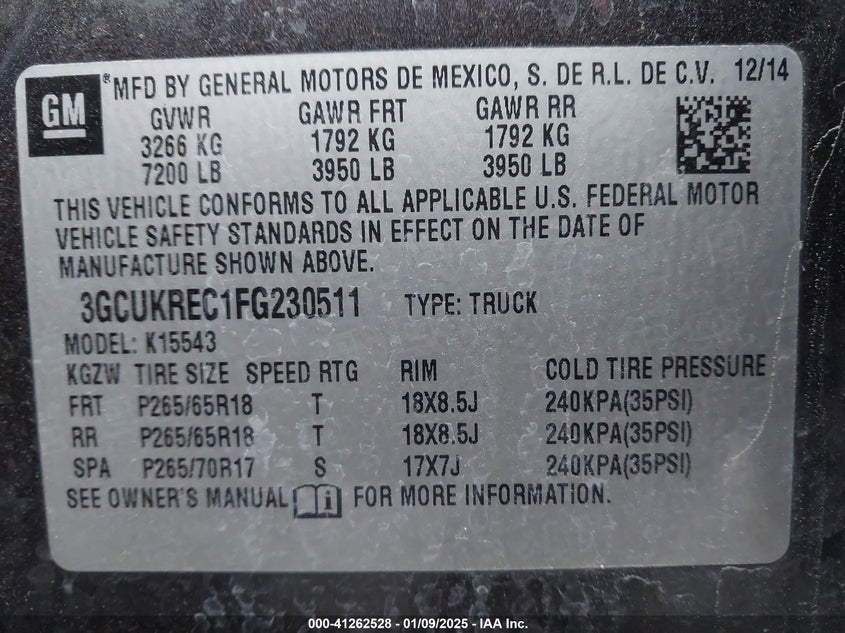 GM
® MFD BY GENERAL MOTORS DE MEXICO, S. DE R.L. DE C.V. 12/14
GVWR GAWR FRT GAWR RR
3266 KG 1792 KG 1792 KG
7200 LB 3950 LB 3950 LB
THIS VEHICLE CONFORMS TO ALL APPLICABLE U.S. FEDERAL MOTOR
VEHICLE SAFETY STANDARDS IN EFFECT ON THE DATE OF
MANUFACTURE SHOWN ABOVE.
3GCUKREC1FG230511 TYPE: TRUCK
MODEL: K15543
KGZW TIRE SIZE SPEED RTG RIM COLD TIRE PRESSURE
FRT P265/65R18 T 18X8.5J 240KPA(35PSI)
RR P265/65R18 T 18X8.5J 240KPA(35PSI)
SPA P265/70R17 S 17X7J 240KPA(35PSI)
SEE OWNER'S MANUAL i FOR MORE INFORMATION.
000-41262528 - 01/09/2025 - IAA Inc.